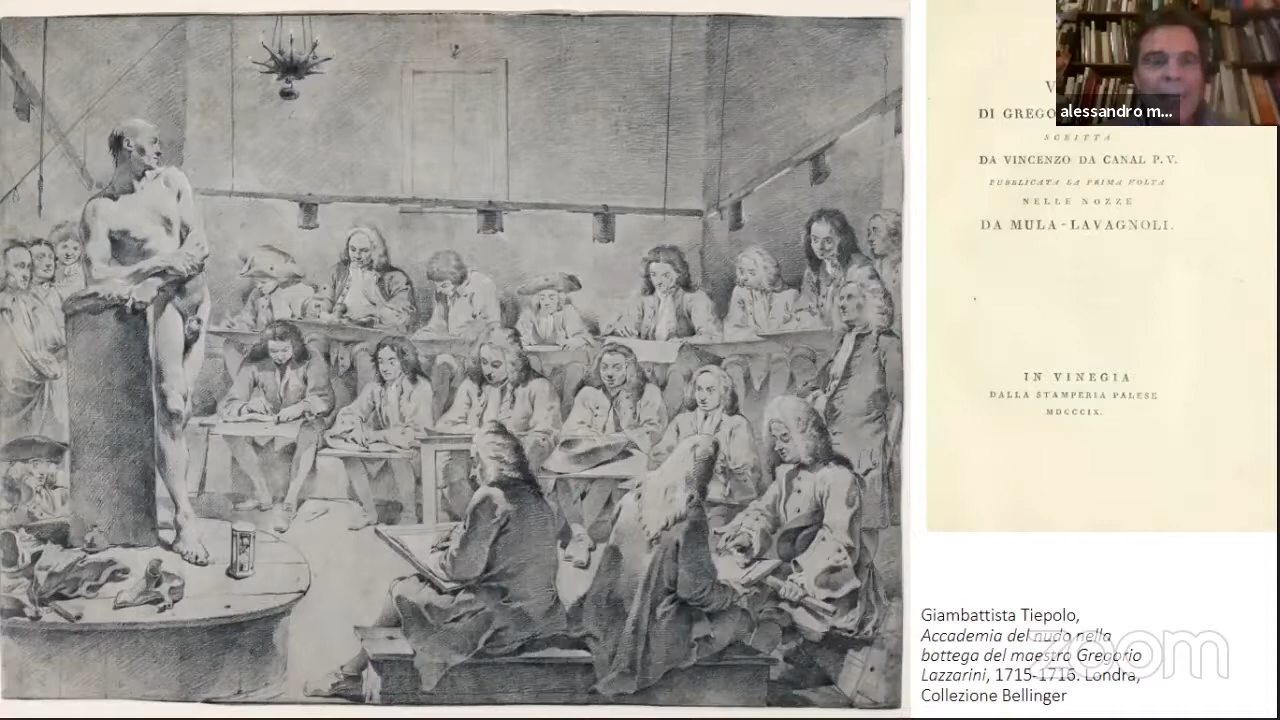 alessandro m...
V
DI GREGO
SCRITTA
DA VINCENZO DA CANAL P. V.
PUBBLICATA LA PRIMA VOLTA
NELLE NOZZE
DA MULA-LAVAGNOLI.
IN VINEGIA
DALLA STAMPERIA PALESE
MDCCCIX.
Giambattista Tiepolo,
Accademia del nudo nella
bottega del maestro Gregorio
Lazzarini, 1715-1716. Londra,
Collezione Bellinger
zoom